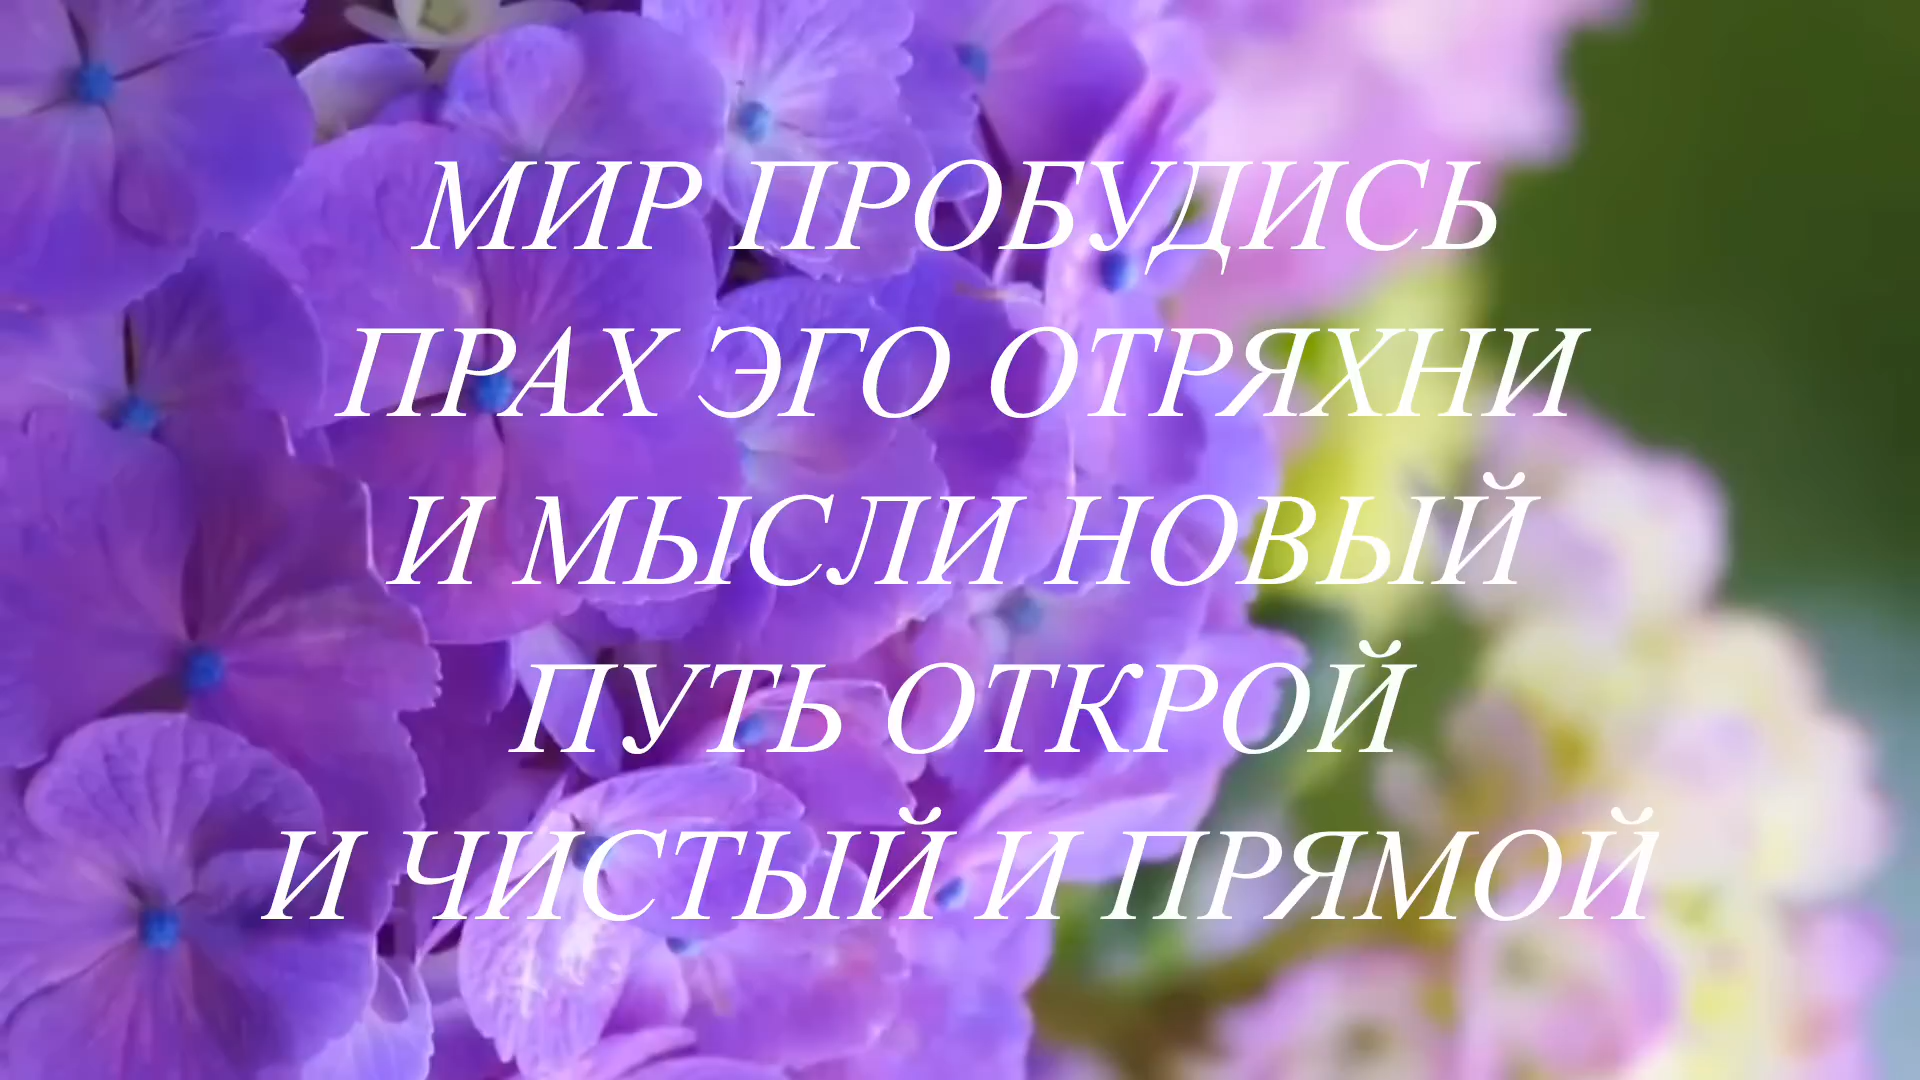 МИР ПРОБУДИСЬ
ПРАХ ЭГО ОТРЯХНИ
И МЫСЛИ НОВЫЙ
ПУТЬ ОТКРОЙ
И ЧИСТЫЙ И ПРЯМОЙ